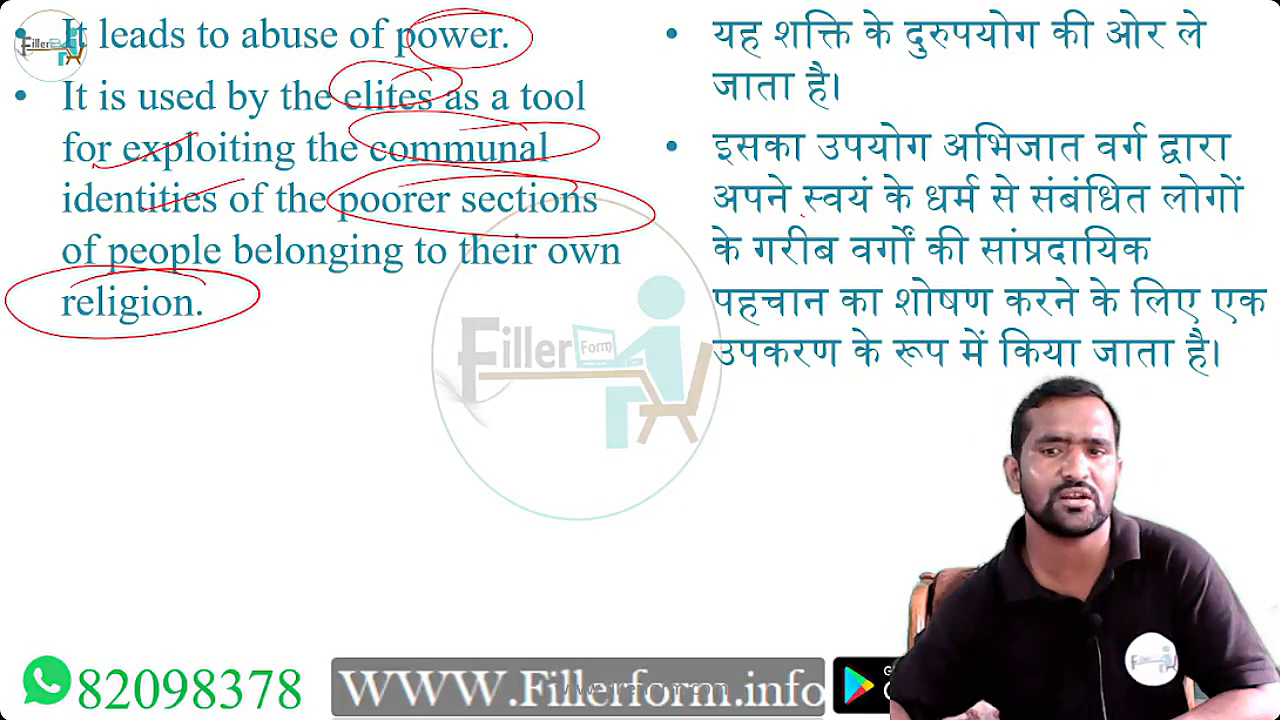 It leads to abuse of power.
It is used by the elites as a tool
for exploiting the communal
identities of the poorer sections
of people belonging to their own
religion.
यह शक्ति के दुरुपयोग की ओर ले
जाता है।
इसका उपयोग अभिजात वर्ग द्वारा
अपने स्वयं के धर्म से संबंधित लोगों
के गरीब वर्गों की सांप्रदायिक
पहचान का शोषण करने के लिए एक
उपकरण के रूप में किया जाता है।
Filler
Form
82098378
WWW.Fillerform.info